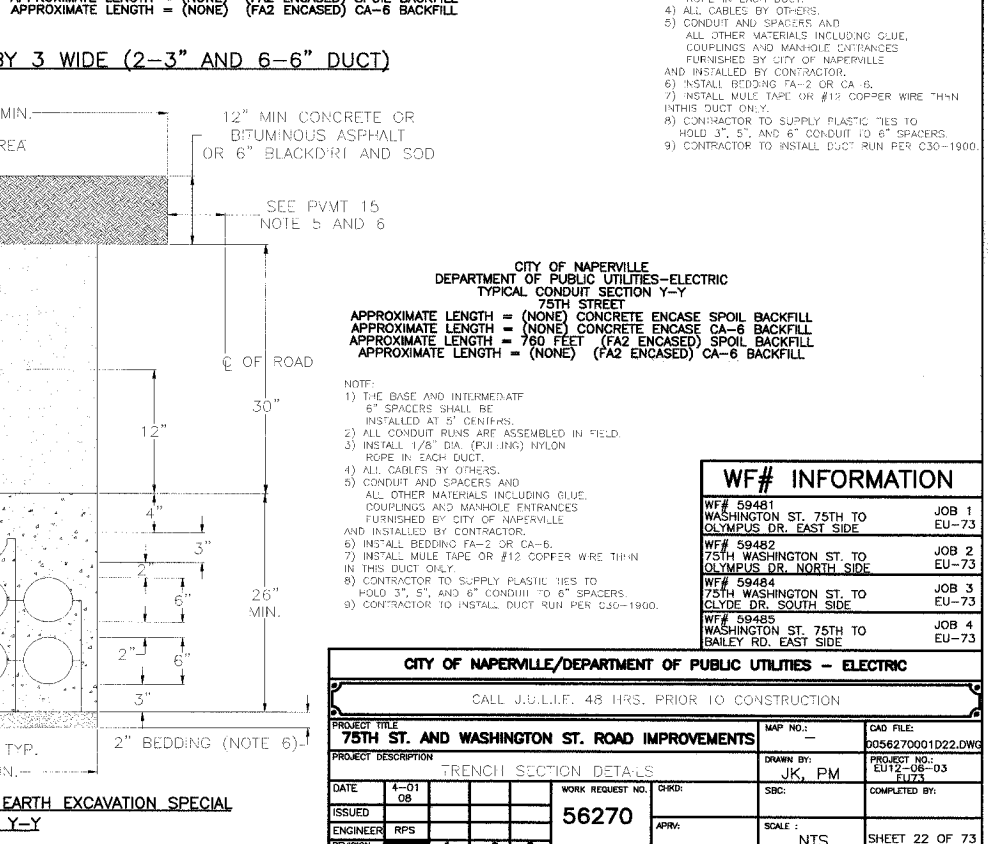 APPROXIMATE LENGTH = (NONE) (FA2 ENCASED) CA-6 BACKFILL
BY 3 WIDE (2-3" AND 6-6" DUCT)
MIN.
12" MIN CONCRETE OR
BITUMINOUS ASPHALT
OR 6" BLACKDIRT AND SOD
SEE PVMT 15
NOTE 5 AND 6
℄ OF ROAD
30"
12"
4"
3"
2"
6"
26"
MIN.
2"
6"
3"
TYP.
2" BEDDING (NOTE 6)
EARTH EXCAVATION SPECIAL
Y-Y
ROPE IN EACH DUCT.
4) ALL CABLES BY OTHERS.
5) CONDUIT AND SPACERS AND
ALL OTHER MATERIALS INCLUDING GLUE,
COUPLINGS AND MANHOLE ENTRANCES
FURNISHED BY CITY OF NAPERVILLE
AND INSTALLED BY CONTRACTOR.
6) INSTALL BEDDING FA-2 OR CA-6.
7) INSTALL MULE TAPE OR #12 COPPER WIRE THHN
INTHIS DUCT ONLY.
8) CONTRACTOR TO SUPPLY PLASTIC TIES TO
HOLD 3", 5", AND 6" CONDUIT TO 6" SPACERS.
9) CONTRACTOR TO INSTALL DUCT RUN PER C30-1900.
CITY OF NAPERVILLE
DEPARTMENT OF PUBLIC UTILITIES-ELECTRIC
TYPICAL CONDUIT SECTION Y-Y
75TH STREET
APPROXIMATE LENGTH = (NONE) CONCRETE ENCASE SPOIL BACKFILL
APPROXIMATE LENGTH = (NONE) CONCRETE ENCASE CA-6 BACKFILL
APPROXIMATE LENGTH = 760 FEET (FA2 ENCASED) SPOIL BACKFILL
APPROXIMATE LENGTH = (NONE) (FA2 ENCASED) CA-6 BACKFILL
NOTE:
1) THE BASE AND INTERMEDIATE
6" SPACERS SHALL BE
INSTALLED AT 5' CENTERS.
2) ALL CONDUIT RUNS ARE ASSEMBLED IN FIELD.
3) INSTALL 1/8" DIA. (PULLING) NYLON
ROPE IN EACH DUCT.
4) ALL CABLES BY OTHERS.
5) CONDUIT AND SPACERS AND
ALL OTHER MATERIALS INCLUDING GLUE,
COUPLINGS AND MANHOLE ENTRANCES
FURNISHED BY CITY OF NAPERVILLE
AND INSTALLED BY CONTRACTOR.
6) INSTALL BEDDING FA-2 OR CA-6.
7) INSTALL MULE TAPE OR #12 COPPER WIRE THHN
IN THIS DUCT ONLY.
8) CONTRACTOR TO SUPPLY PLASTIC TIES TO
HOLD 3", 5", AND 6" CONDUIT TO 6" SPACERS.
9) CONTRACTOR TO INSTALL DUCT RUN PER C30-1900.
WF# INFORMATION
WF# 59481
WASHINGTON ST. 75TH TO JOB 1
OLYMPUS DR. EAST SIDE EU-73
WF# 59482
75TH WASHINGTON ST. TO JOB 2
OLYMPUS DR. NORTH SIDE EU-73
WF# 59484
75TH WASHINGTON ST. TO JOB 3
CLYDE DR. SOUTH SIDE EU-73
WF# 59485
WASHINGTON ST. 75TH TO JOB 4
BAILEY RD. EAST SIDE EU-73
CITY OF NAPERVILLE/DEPARTMENT OF PUBLIC UTILITIES - ELECTRIC
CALL J.U.L.I.E. 48 HRS. PRIOR TO CONSTRUCTION
PROJECT TITLE
75TH ST. AND WASHINGTON ST. ROAD IMPROVEMENTS
MAP NO.: -
CAD FILE:
0056270001D22.DWG
PROJECT DESCRIPTION
TRENCH SECTION DETAILS
DRAWN BY:
JK, PM
PROJECT NO.:
EU12-06-03
EU73
DATE 4-01 08
WORK REQUEST NO.
56270
CHKD:
SBC:
COMPLETED BY:
ISSUED
ENGINEER RPS
APRV:
SCALE :
NTS
SHEET 22 OF 73